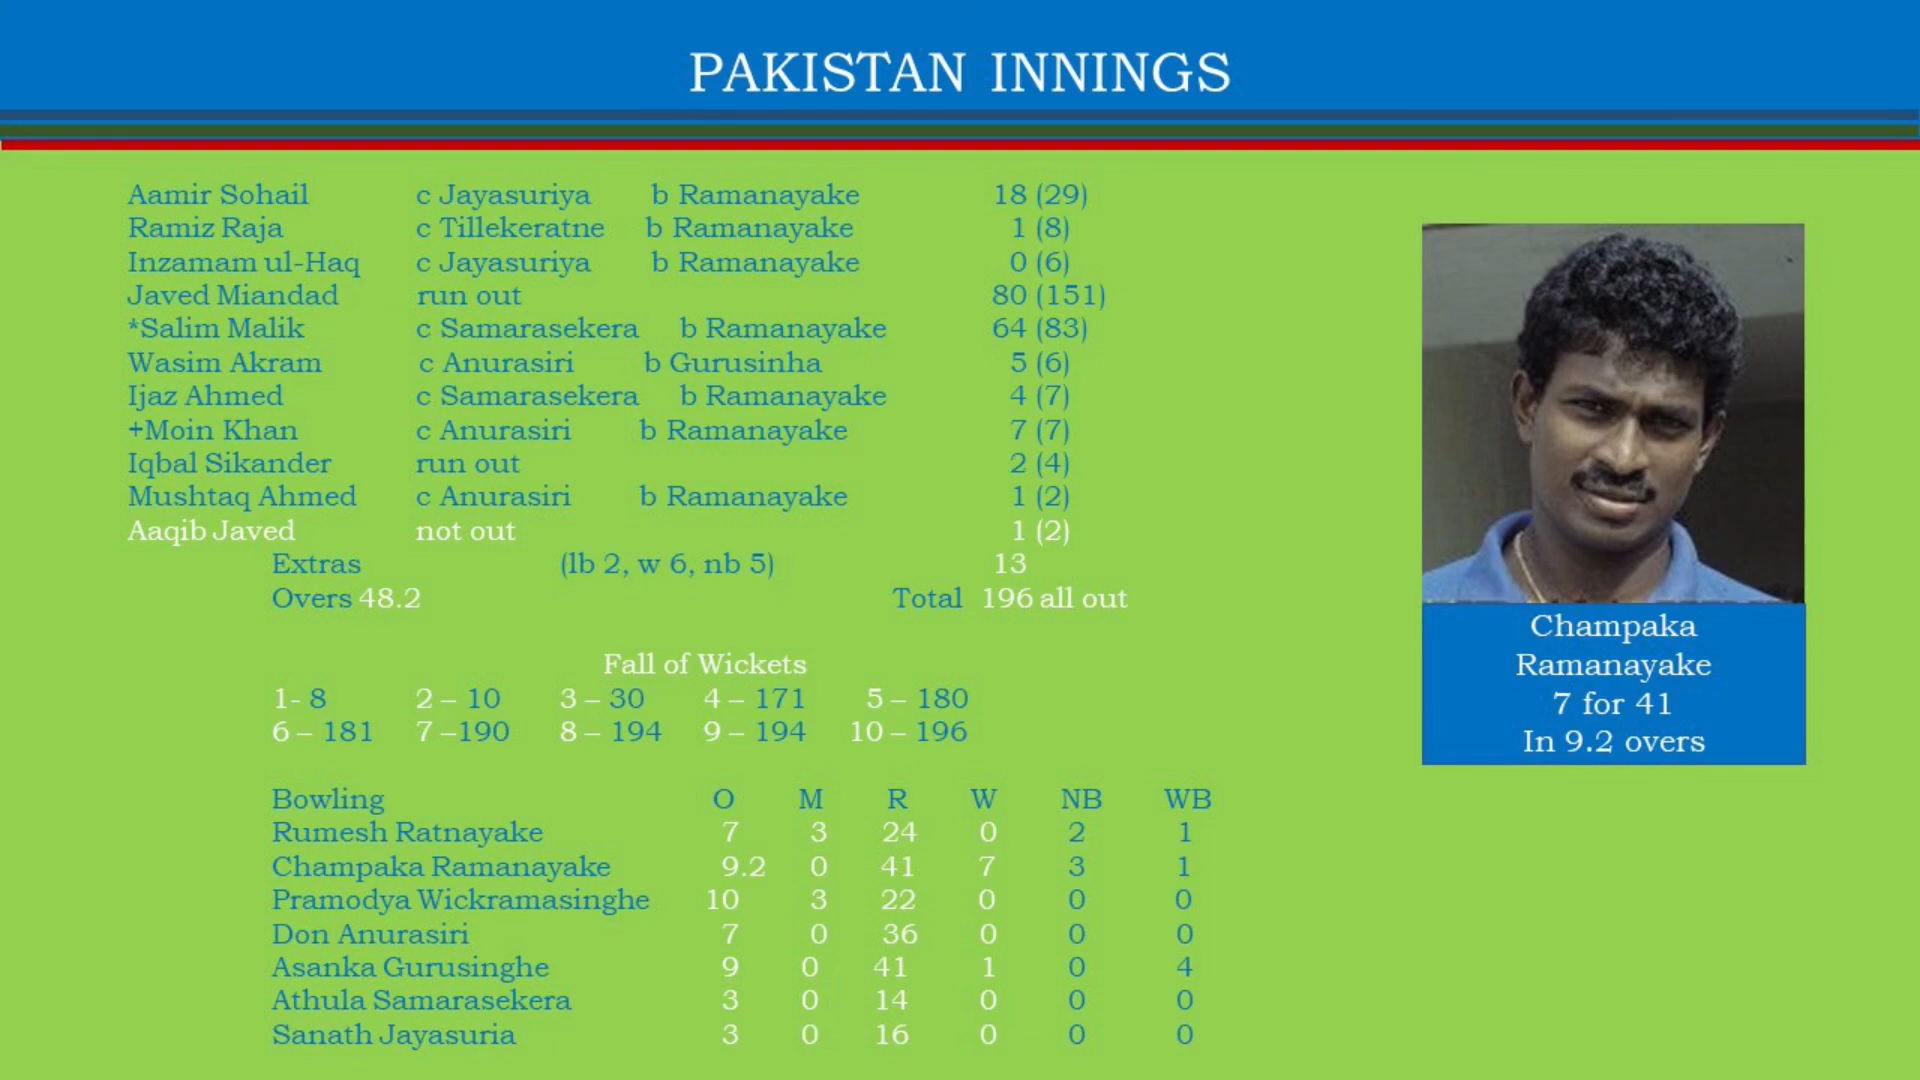 PAKISTAN INNINGS
Aamir Sohail c Jayasuriya b Ramanayake 18 (29)
Ramiz Raja c Tillekeratne b Ramanayake 1 (8)
Inzamam ul-Haq c Jayasuriya b Ramanayake 0 (6)
Javed Miandad run out 80 (151)
*Salim Malik c Samarasekera b Ramanayake 64 (83)
Wasim Akram c Anurasiri b Gurusinha 5 (6)
Ijaz Ahmed c Samarasekera b Ramanayake 4 (7)
+Moin Khan c Anurasiri b Ramanayake 7 (7)
Iqbal Sikander run out 2 (4)
Mushtaq Ahmed c Anurasiri b Ramanayake 1 (2)
Aaqib Javed not out 1 (2)
Extras (lb 2, w 6, nb 5) 13
Overs 48.2 Total 196 all out
Fall of Wickets
1- 8 2 – 10 3 – 30 4 – 171 5 – 180
6 – 181 7 –190 8 – 194 9 – 194 10 – 196
Bowling O M R W NB WB
Rumesh Ratnayake 7 3 24 0 2 1
Champaka Ramanayake 9.2 0 41 7 3 1
Pramodya Wickramasinghe 10 3 22 0 0 0
Don Anurasiri 7 0 36 0 0 0
Asanka Gurusinghe 9 0 41 1 0 4
Athula Samarasekera 3 0 14 0 0 0
Sanath Jayasuria 3 0 16 0 0 0
Champaka
Ramanayake
7 for 41
In 9.2 overs